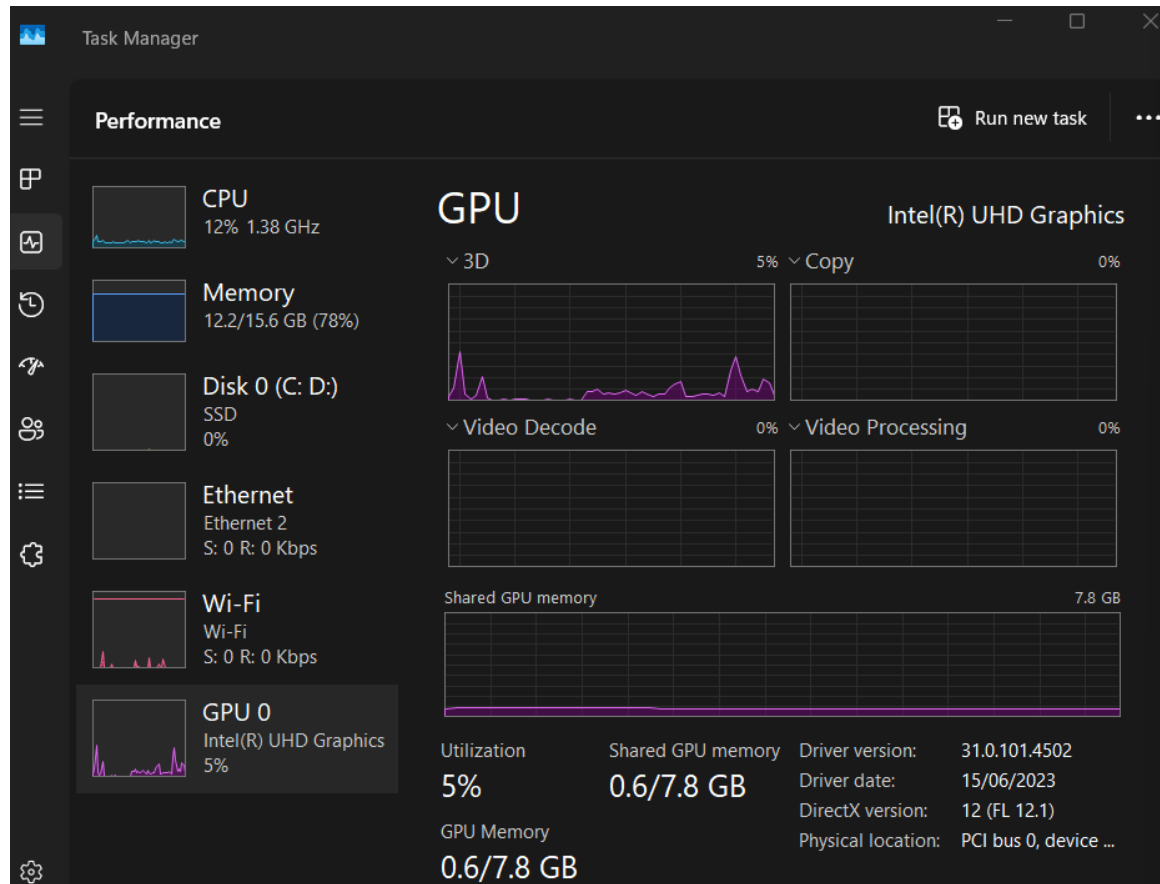 Task Manager
Performance
Run new task
CPU
12% 1.38 GHz
Memory
12.2/15.6 GB (78%)
Disk 0 (C: D:)
SSD
0%
Ethernet
Ethernet 2
S: 0 R: 0 Kbps
Wi-Fi
Wi-Fi
S: 0 R: 0 Kbps
GPU 0
Intel(R) UHD Graphics
5%
GPU Intel(R) UHD Graphics
3D 5% Copy 0%
Video Decode 0% Video Processing 0%
Shared GPU memory 7.8 GB
Utilization
5%
Shared GPU memory
0.6/7.8 GB
GPU Memory
0.6/7.8 GB
Driver version: 31.0.101.4502
Driver date: 15/06/2023
DirectX version: 12 (FL 12.1)
Physical location: PCI bus 0, device ...